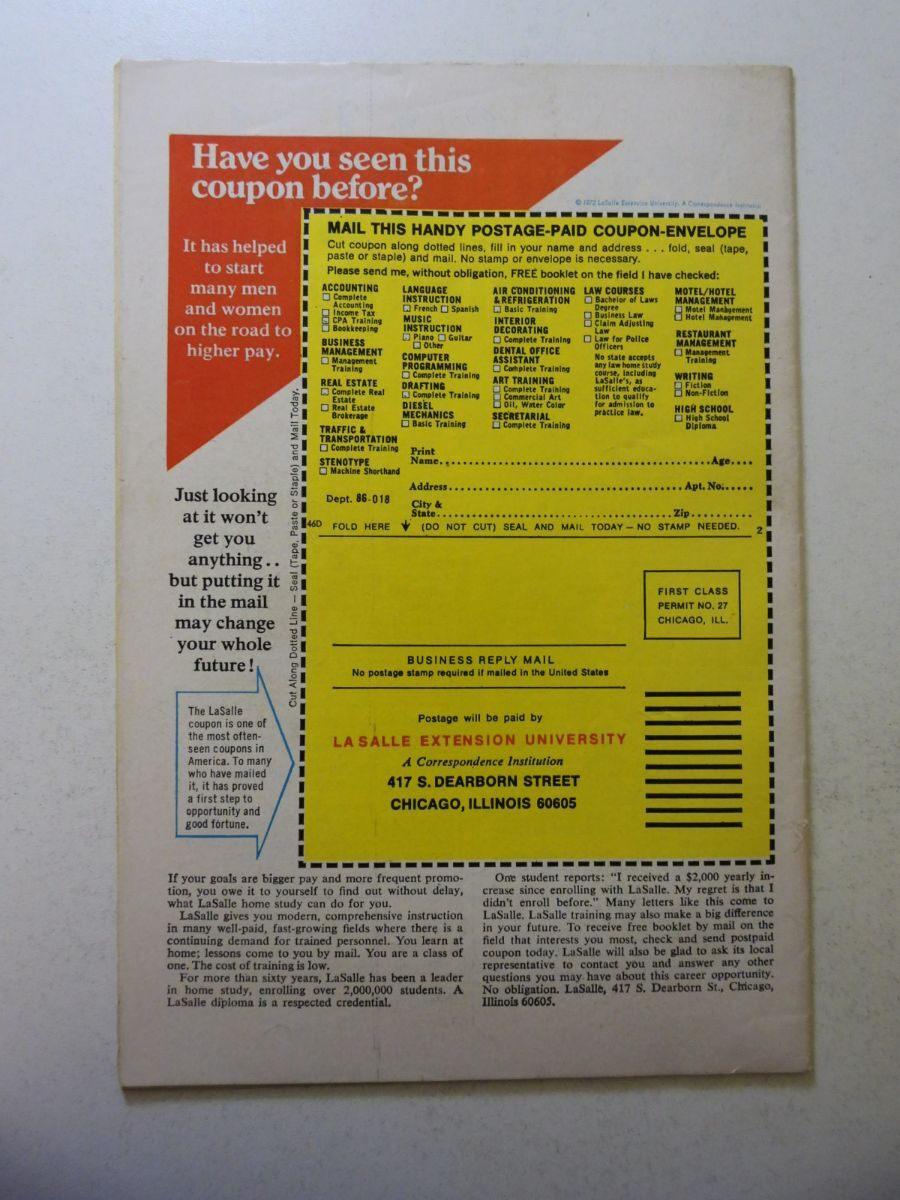 Have you seen this
coupon before?
© 1972 LaSalle Extension University, A Correspondence Institution
It has helped
to start
many men
and women
on the road to
higher pay.
MAIL THIS HANDY POSTAGE-PAID COUPON-ENVELOPE
Cut coupon along dotted lines, fill in your name and address . . . fold, seal (tape,
paste or staple) and mail. No stamp or envelope is necessary.
Please send me, without obligation, FREE booklet on the field I have checked:
ACCOUNTING
Complete
Accounting
Income Tax
CPA Training
Bookkeeping
BUSINESS
MANAGEMENT
Management
Training
REAL ESTATE
Complete Real
Estate
Real Estate
Brokerage
TRAFFIC &
TRANSPORTATION
Complete Training
STENOTYPE
Machine Shorthand
LANGUAGE
INSTRUCTION
French Spanish
MUSIC
INSTRUCTION
Piano Guitar
Other
COMPUTER
PROGRAMMING
Complete Training
DRAFTING
Complete Training
DIESEL
MECHANICS
Basic Training
AIR CONDITIONING
& REFRIGERATION
Basic Training
INTERIOR
DECORATING
Complete Training
DENTAL OFFICE
ASSISTANT
Complete Training
ART TRAINING
Complete Training
Commercial Art
Oil, Water Color
SECRETARIAL
Complete Training
LAW COURSES
Bachelor of Laws
Degree
Business Law
Claim Adjusting
Law
Law for Police
Officers
No state accepts
any law home study
course, including
LaSalle's, as
sufficient educa-
tion to qualify
for admission to
practice law.
MOTEL/HOTEL
MANAGEMENT
Motel Management
Hotel Management
RESTAURANT
MANAGEMENT
Management
Training
WRITING
Fiction
Non-Fiction
HIGH SCHOOL
High School
Diploma
Print
Name........Age....
Address........Apt. No......
Dept. 86-018
City &
State........Zip........
46D FOLD HERE (DO NOT CUT) SEAL AND MAIL TODAY — NO STAMP NEEDED. 2
Cut Along Dotted Line — Seal (Tape, Paste or Staple) and Mail Today.
Just looking
at it won't
get you
anything . .
but putting it
in the mail
may change
your whole
future!
The LaSalle
coupon is one of
the most often-
seen coupons in
America. To many
who have mailed
it, it has proved
a first step to
opportunity and
good fortune.
FIRST CLASS
PERMIT NO. 27
CHICAGO, ILL.
BUSINESS REPLY MAIL
No postage stamp required if mailed in the United States
Postage will be paid by
LA SALLE EXTENSION UNIVERSITY
A Correspondence Institution
417 S. DEARBORN STREET
CHICAGO, ILLINOIS 60605
If your goals are bigger pay and more frequent promo-
tion, you owe it to yourself to find out without delay,
what LaSalle home study can do for you.
LaSalle gives you modern, comprehensive instruction
in many well-paid, fast-growing fields where there is a
continuing demand for trained personnel. You learn at
home; lessons come to you by mail. You are a class of
one. The cost of training is low.
For more than sixty years, LaSalle has been a leader
in home study, enrolling over 2,000,000 students. A
LaSalle diploma is a respected credential.
One student reports: "I received a $2,000 yearly in-
crease since enrolling with LaSalle. My regret is that I
didn't enroll before." Many letters like this come to
LaSalle. LaSalle training may also make a big difference
in your future. To receive free booklet by mail on the
field that interests you most, check and send postpaid
coupon today. LaSalle will also be glad to ask its local
representative to contact you and answer any other
questions you may have about this career opportunity.
No obligation. LaSalle, 417 S. Dearborn St., Chicago,
Illinois 60605.